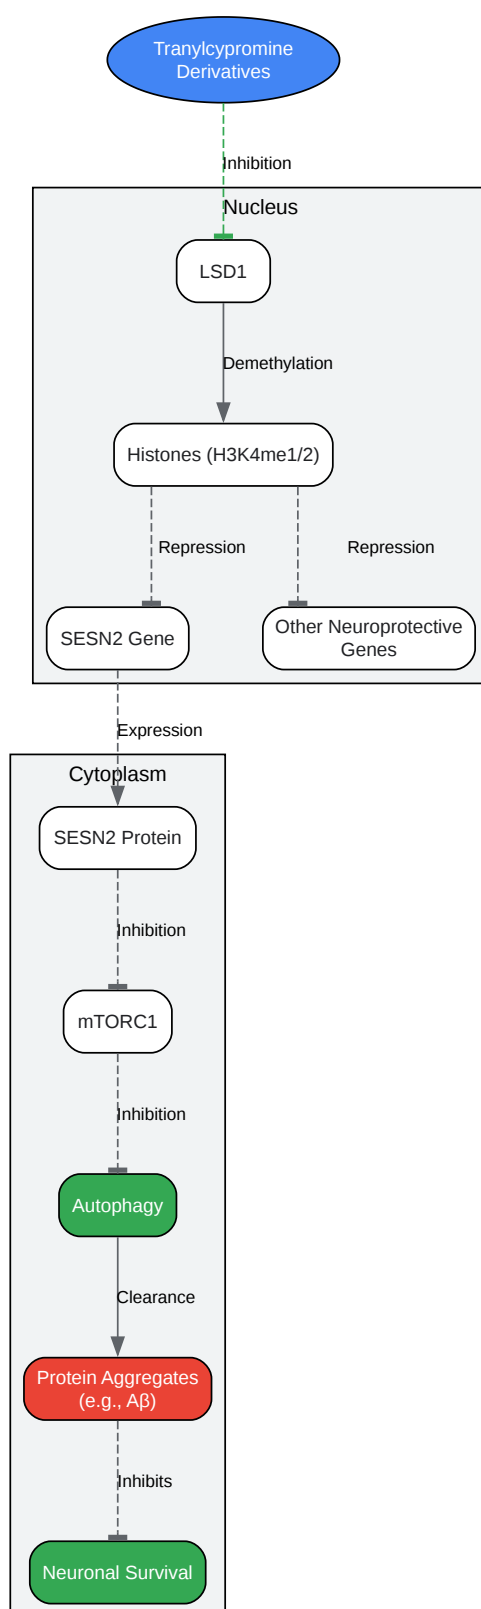 Tranylcypromine
Derivatives
Inhibition
Nucleus
LSD1
Demethylation
Histones (H3K4me1/2)
Repression
Repression
SESN2 Gene
Other Neuroprotective
Genes
Expression
Cytoplasm
SESN2 Protein
Inhibition
mTORC1
Inhibition
Autophagy
Clearance
Protein Aggregates
(e.g., Aβ)
Inhibits
Neuronal Survival